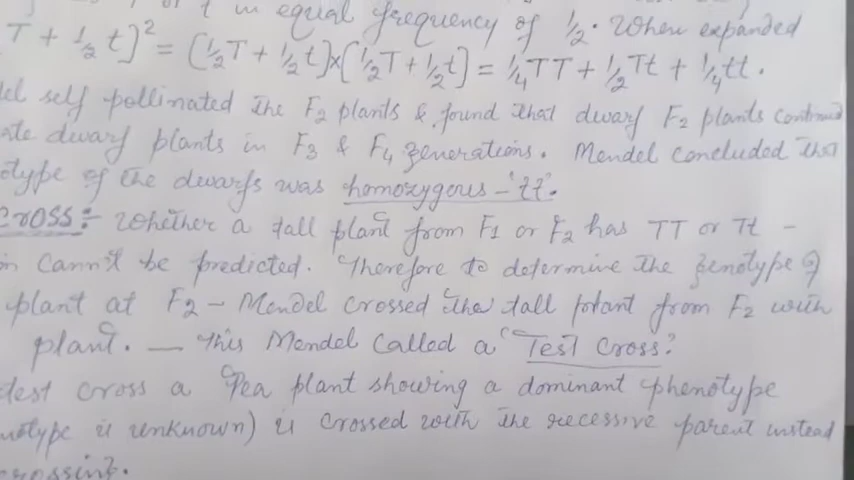 or t in equal frequency of 1/2. When expanded
T + 1/2 t]² = (1/2T + 1/2t)×(1/2T + 1/2t] = 1/4TT + 1/2Tt + 1/4tt.
self pollinated the F2 plants & found that dwarf F2 plants continued
ate dwarf plants in F3 & F4 generations. Mendel concluded that
otype of the dwarfs was homozygous - 'tt'.
CROSS:- Whether a tall plant from F1 or F2 has TT or Tt -
cann't be predicted. Therefore to determine the genotype of
plant at F2 - Mendel crossed the tall plant from F2 with
plant. — This Mendel called a "Test Cross".
test cross a Pea plant showing a dominant phenotype
notype is unknown) is crossed with the recessive parent instead
crossing.